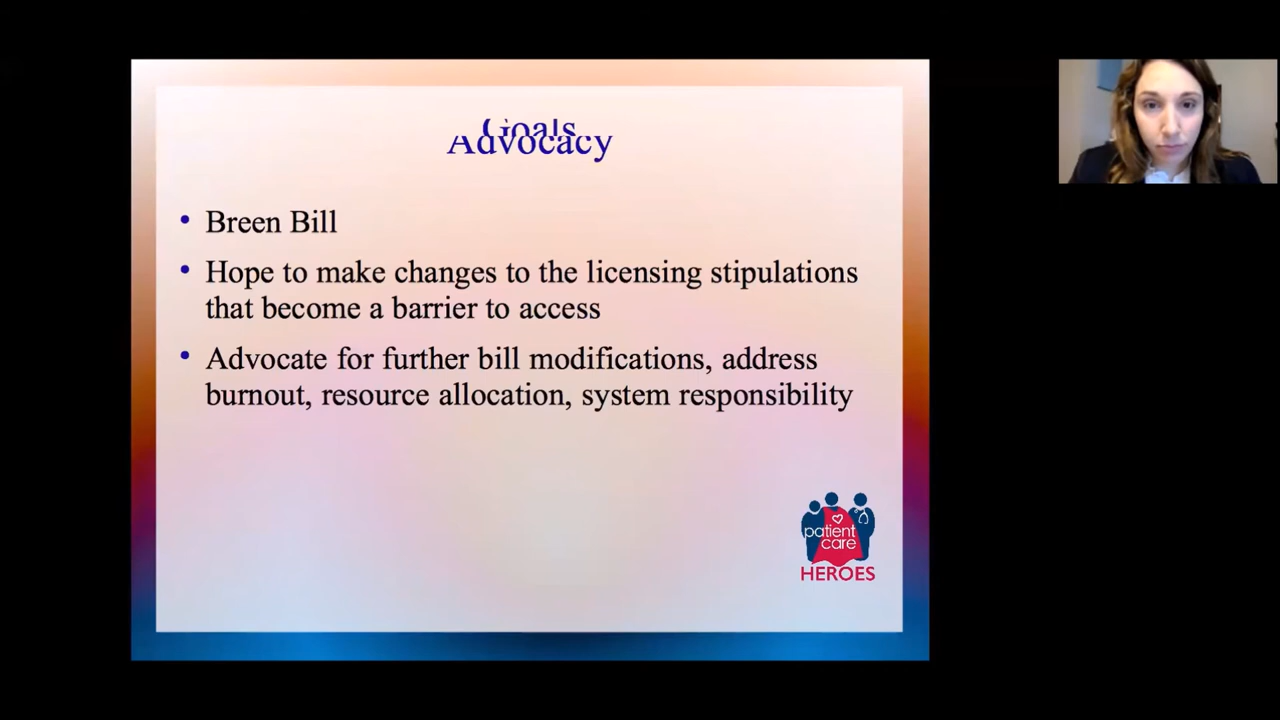 Goals
Advocacy
• Breen Bill
• Hope to make changes to the licensing stipulations
that become a barrier to access
• Advocate for further bill modifications, address
burnout, resource allocation, system responsibility
patient
care
HEROES